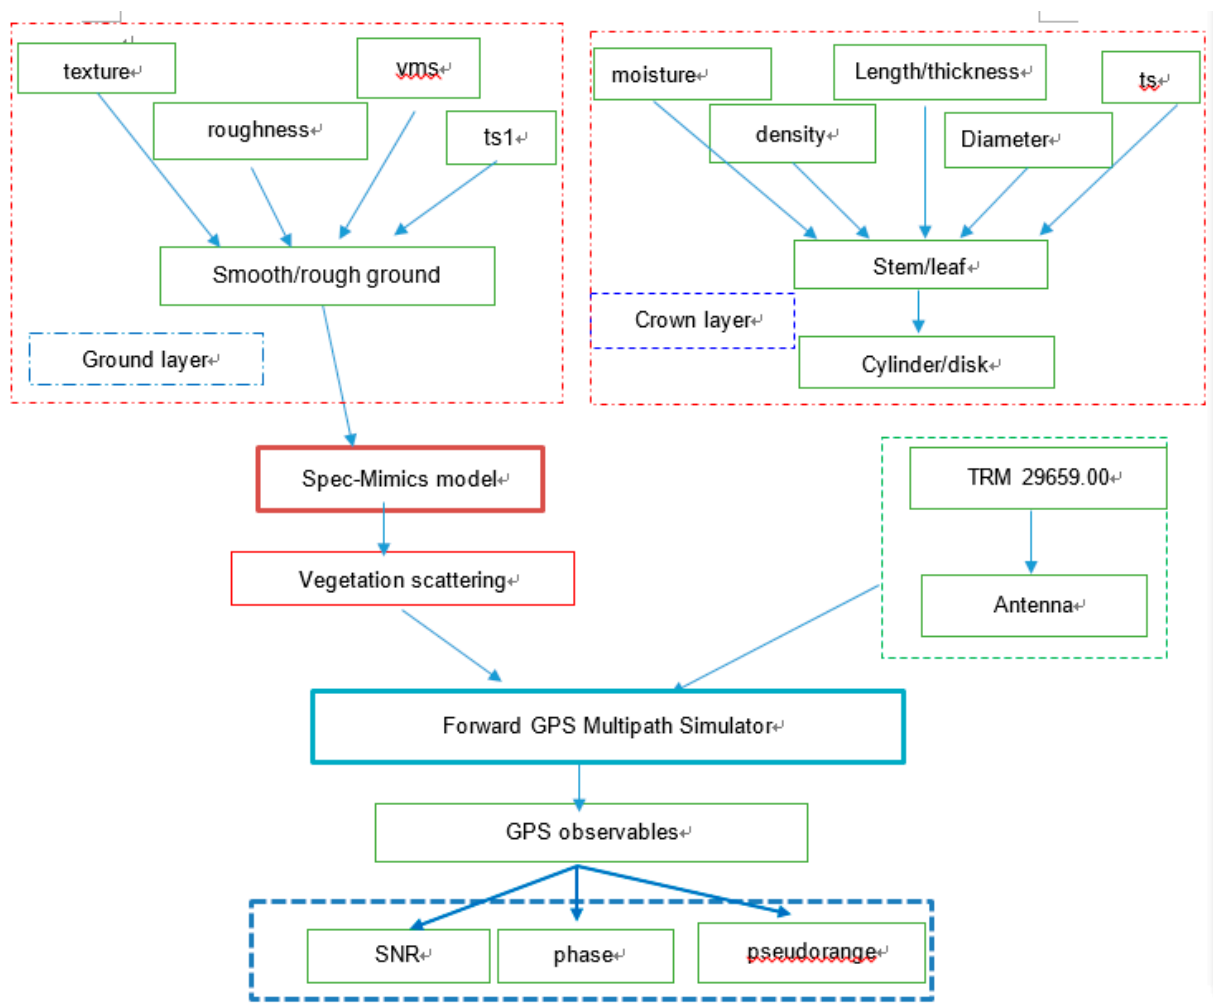 texture
vms
roughness
ts1
Smooth/rough ground
Ground layer
moisture
Length/thickness
ts
density
Diameter
Stem/leaf
Crown layer
Cylinder/disk
Spec-Mimics model
Vegetation scattering
TRM 29659.00
Antenna
Forward GPS Multipath Simulator
GPS observables
SNR
phase
pseudorange